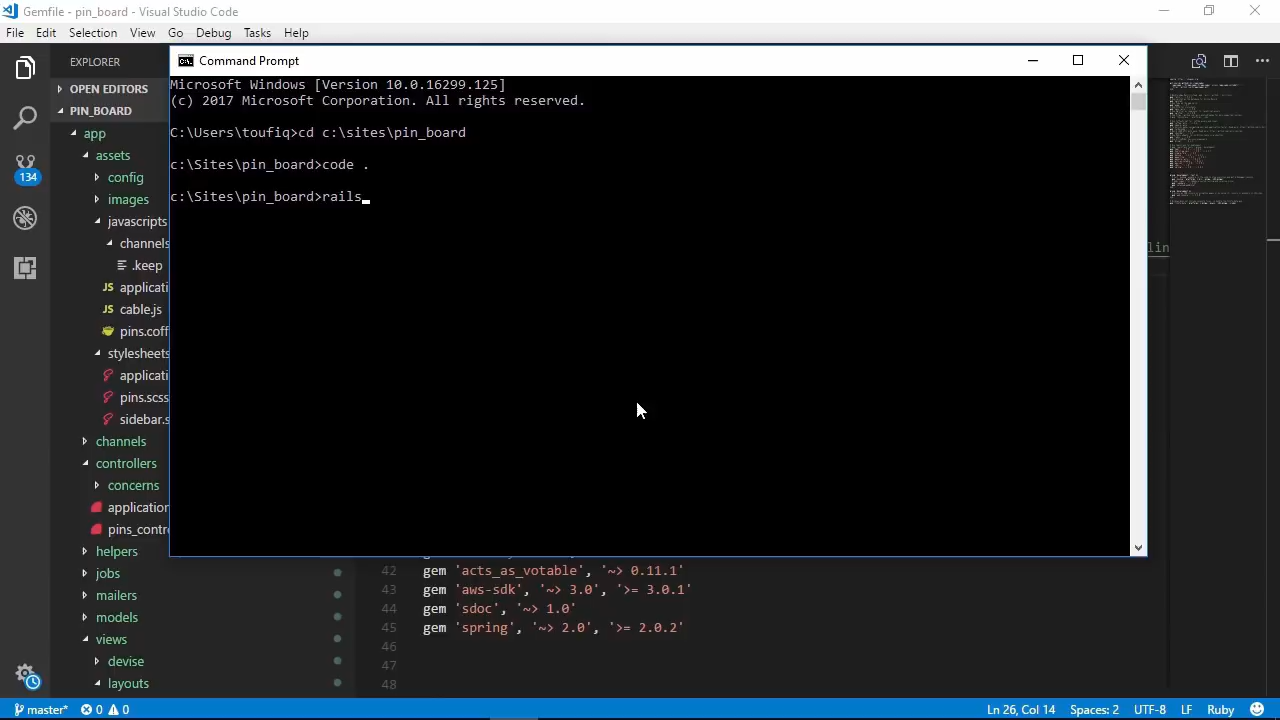 Gemfile - pin_board - Visual Studio Code
File Edit Selection View Go Debug Tasks Help
EXPLORER
OPEN EDITORS
PIN_BOARD
app
assets
config
images
javascripts
channels
.keep
JS applicati
JS cable.js
pins.coff
stylesheets
applicati
pins.scss
sidebar.s
channels
controllers
concerns
application
pins_contr
helpers
jobs
mailers
models
views
devise
layouts
134
Command Prompt
Microsoft Windows [Version 10.0.16299.125]
(c) 2017 Microsoft Corporation. All rights reserved.
C:\Users\toufiq>cd c:\sites\pin_board
c:\Sites\pin_board>code .
c:\Sites\pin_board>rails
lin
42 gem 'acts_as_votable', '~> 0.11.1'
43 gem 'aws-sdk', '~> 3.0', '>= 3.0.1'
44 gem 'sdoc', '~> 1.0'
45 gem 'spring', '~> 2.0', '>= 2.0.2'
46
47
48
master* 0 0 Ln 26, Col 14 Spaces: 2 UTF-8 LF Ruby